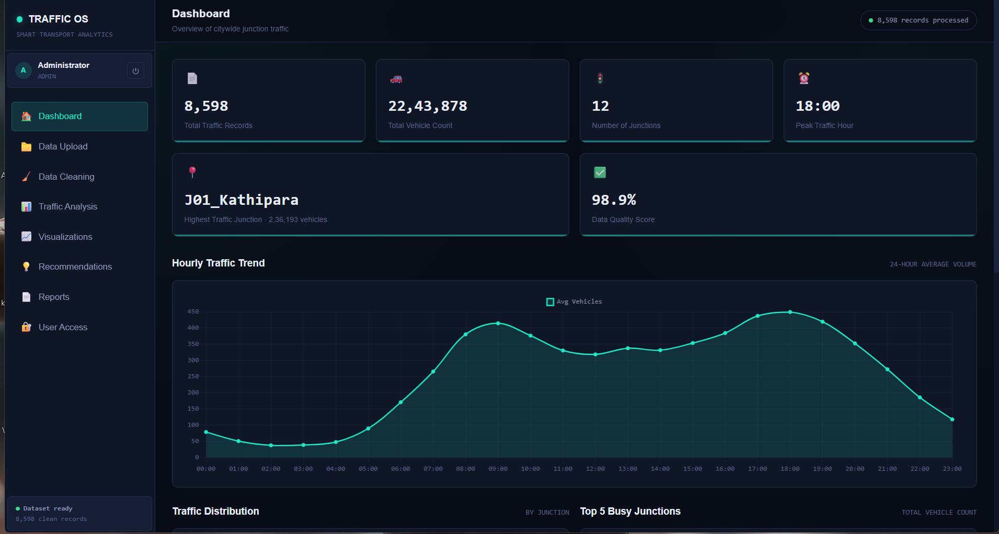 TRAFFIC OS
SMART TRANSPORT ANALYTICS
A
Administrator
ADMIN
Dashboard
Data Upload
Data Cleaning
Traffic Analysis
Visualizations
Recommendations
Reports
User Access
Dataset ready
8,598 clean records
Dashboard
Overview of citywide junction traffic
8,598 records processed
8,598
Total Traffic Records
22,43,878
Total Vehicle Count
12
Number of Junctions
18:00
Peak Traffic Hour
J01_Kathipara
Highest Traffic Junction · 2,36,193 vehicles
98.9%
Data Quality Score
Hourly Traffic Trend
24-HOUR AVERAGE VOLUME
Avg Vehicles
450
400
350
300
250
200
150
100
50
0
00:00 01:00 02:00 03:00 04:00 05:00 06:00 07:00 08:00 09:00 10:00 11:00 12:00 13:00 14:00 15:00 16:00 17:00 18:00 19:00 20:00 21:00 22:00 23:00
Traffic Distribution
BY JUNCTION
Top 5 Busy Junctions
TOTAL VEHICLE COUNT